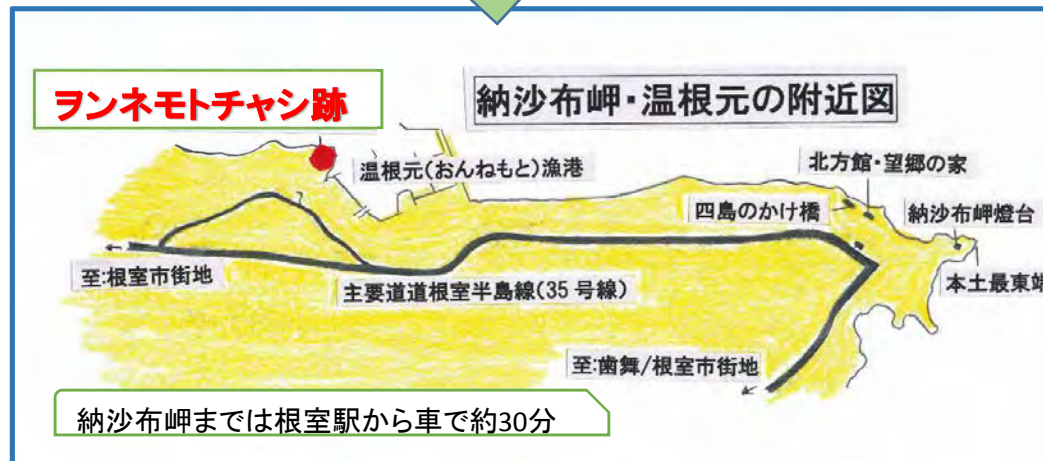 ヲンネモトチャシ跡
納沙布岬・温根元の附近図
温根元(おんねもと)漁港
北方館・望郷の家
四島のかけ橋
納沙布岬燈台
至:根室市街地
主要道道根室半島線(35号線)
本土最東端
至:歯舞/根室市街地
納沙布岬までは根室駅から車で約30分